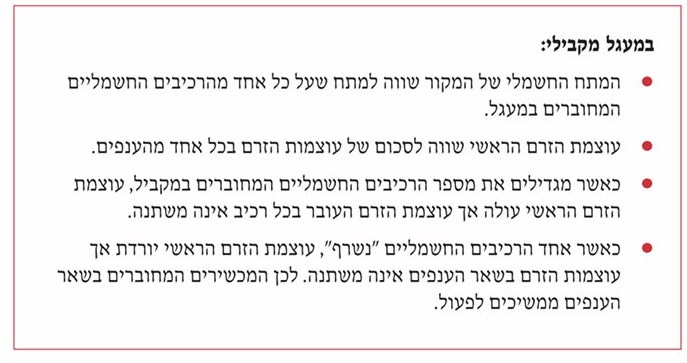 במעגל מקבילי:
● המתח החשמלי של המקור שווה למתח שעל כל אחד מהרכיבים החשמליים
המחוברים במעגל.
● עוצמת הזרם הראשי שווה לסכום של עוצמות הזרם בכל אחד מהענפים.
● כאשר מגדילים את מספר הרכיבים החשמליים המחוברים במקביל, עוצמת
הזרם הראשי עולה אך עוצמת הזרם העובר בכל רכיב אינה משתנה.
● כאשר אחד הרכיבים החשמליים "נשרף", עוצמת הזרם הראשי יורדת אך
עוצמות הזרם בשאר הענפים אינה משתנה. לכן המכשירים המחוברים בשאר
הענפים ממשיכים לפעול.